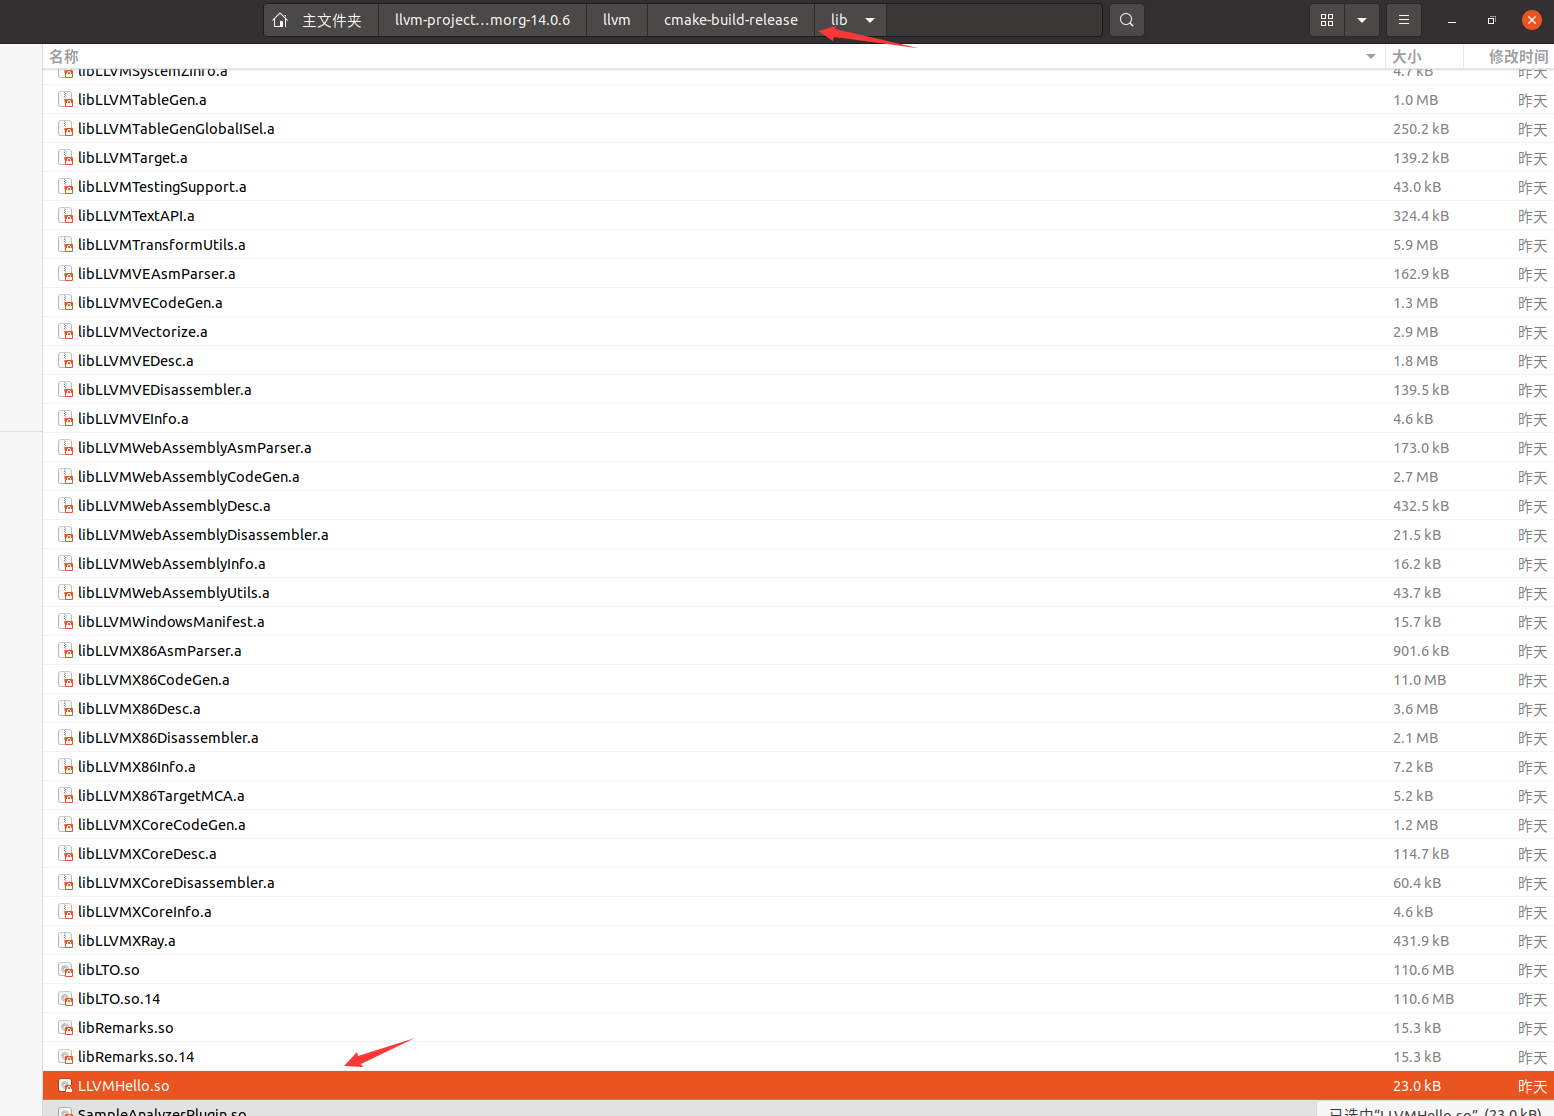 主文件夹 llvm-project...morg-14.0.6 llvm cmake-build-release lib
名称 大小 修改时间
libLLVMSystemZInfo.a 4.7 kB 昨天
libLLVMTableGen.a 1.0 MB 昨天
libLLVMTableGenGlobalISel.a 250.2 kB 昨天
libLLVMTarget.a 139.2 kB 昨天
libLLVMTestingSupport.a 43.0 kB 昨天
libLLVMTextAPI.a 324.4 kB 昨天
libLLVMTransformUtils.a 5.9 MB 昨天
libLLVMVEAsmParser.a 162.9 kB 昨天
libLLVMVECodeGen.a 1.3 MB 昨天
libLLVMVectorize.a 2.9 MB 昨天
libLLVMVEDesc.a 1.8 MB 昨天
libLLVMVEDisassembler.a 139.5 kB 昨天
libLLVMVEInfo.a 4.6 kB 昨天
libLLVMWebAssemblyAsmParser.a 173.0 kB 昨天
libLLVMWebAssemblyCodeGen.a 2.7 MB 昨天
libLLVMWebAssemblyDesc.a 432.5 kB 昨天
libLLVMWebAssemblyDisassembler.a 21.5 kB 昨天
libLLVMWebAssemblyInfo.a 16.2 kB 昨天
libLLVMWebAssemblyUtils.a 43.7 kB 昨天
libLLVMWindowsManifest.a 15.7 kB 昨天
libLLVMX86AsmParser.a 901.6 kB 昨天
libLLVMX86CodeGen.a 11.0 MB 昨天
libLLVMX86Desc.a 3.6 MB 昨天
libLLVMX86Disassembler.a 2.1 MB 昨天
libLLVMX86Info.a 7.2 kB 昨天
libLLVMX86TargetMCA.a 5.2 kB 昨天
libLLVMXCoreCodeGen.a 1.2 MB 昨天
libLLVMXCoreDesc.a 114.7 kB 昨天
libLLVMXCoreDisassembler.a 60.4 kB 昨天
libLLVMXCoreInfo.a 4.6 kB 昨天
libLLVMXRay.a 431.9 kB 昨天
libLTO.so 110.6 MB 昨天
libLTO.so.14 110.6 MB 昨天
libRemarks.so 15.3 kB 昨天
libRemarks.so.14 15.3 kB 昨天
LLVMHello.so 23.0 kB 昨天
SampleAnalyzerPlugin.so 已选中“LLVMHello.so” (23.0 kB)